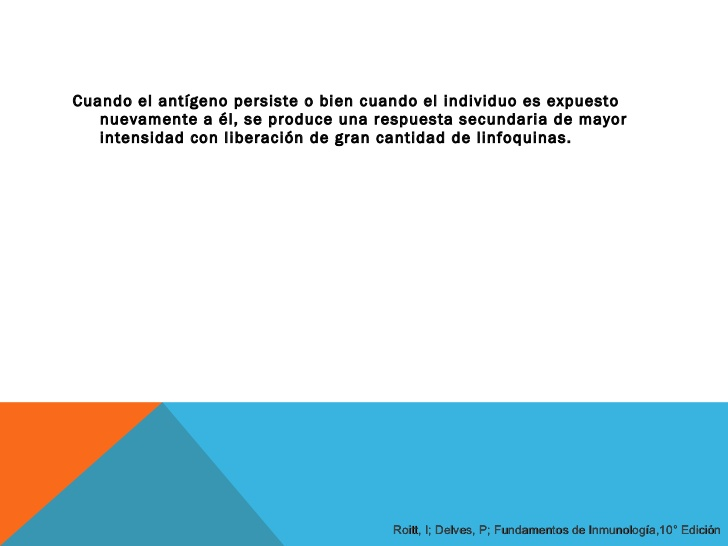 Cuando el antígeno persiste o bien cuando el individuo es expuesto
nuevamente a él, se produce una respuesta secundaria de mayor
intensidad con liberación de gran cantidad de linfoquinas.
Roitt, I; Delves, P; Fundamentos de Inmunología,10° Edición